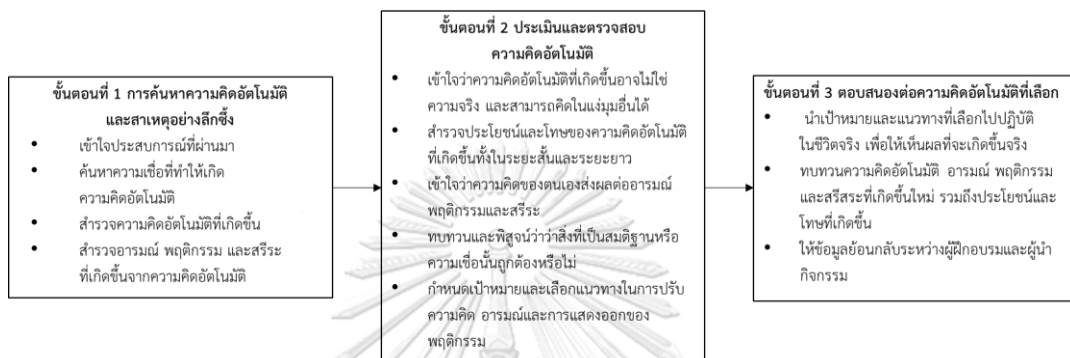 ขั้นตอนที่ 1 การค้นหาความคิดอัตโนมัติ
และสาเหตุอย่างลึกซึ้ง
• เข้าใจประสบการณ์ที่ผ่านมา
• ค้นหาความเชื่อที่ทำให้เกิด
ความคิดอัตโนมัติ
• สำรวจความคิดอัตโนมัติที่เกิดขึ้น
• สำรวจอารมณ์ พฤติกรรม และสรีระ
ที่เกิดขึ้นจากความคิดอัตโนมัติ
ขั้นตอนที่ 2 ประเมินและตรวจสอบ
ความคิดอัตโนมัติ
• เข้าใจว่าความคิดอัตโนมัติที่เกิดขึ้นอาจไม่ใช่
ความจริง และสามารถคิดในแง่มุมอื่นได้
• สำรวจประโยชน์และโทษของความคิดอัตโนมัติ
ที่เกิดขึ้นทั้งในระยะสั้นและระยะยาว
• เข้าใจว่าความคิดของตนเองส่งผลต่ออารมณ์
พฤติกรรมและสรีระ
• ทบทวนและพิสูจน์ว่าว่าสิ่งที่เป็นสมติฐานหรือ
ความเชื่อนั้นถูกต้องหรือไม่
• กำหนดเป้าหมายและเลือกแนวทางในการปรับ
ความคิด อารมณ์และการแสดงออกของ
พฤติกรรม
ขั้นตอนที่ 3 ตอบสนองต่อความคิดอัตโนมัติที่เลือก
• นำเป้าหมายและแนวทางที่เลือกไปปฏิบัติ
ในชีวิตจริง เพื่อให้เห็นผลที่จะเกิดขึ้นจริง
• ทบทวนความคิดอัตโนมัติ อารมณ์ พฤติกรรม
และสรีสระที่เกิดขึ้นใหม่ รวมถึงประโยชน์และ
โทษที่เกิดขึ้น
• ให้ข้อมูลย้อนกลับระหว่างผู้ฝึกอบรมและผู้นำ
กิจกรรม